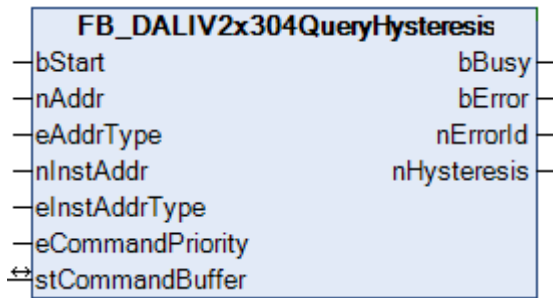 FB_DALIV2x304QueryHysteresis
bStart bBusy
nAddr bError
eAddrType nErrorId
nInstAddr nHysteresis
eInstAddrType
eCommandPriority
stCommandBuffer